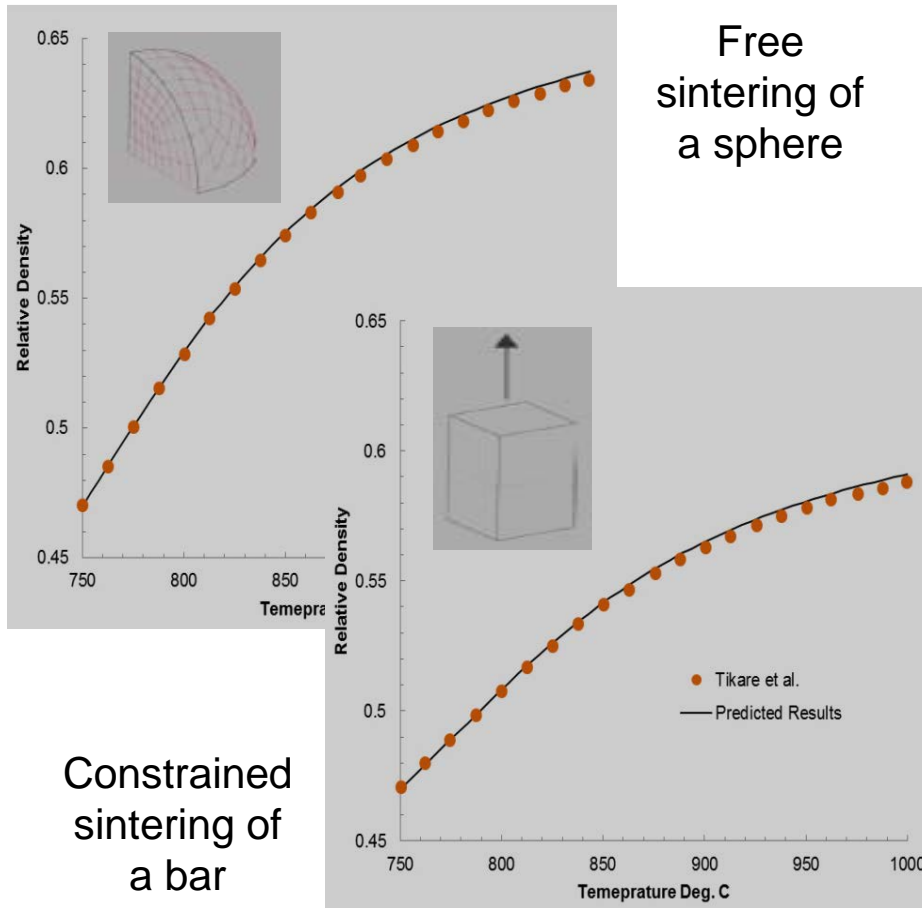 Free
sintering of
a sphere
0.65
0.6
0.55
0.5
0.45
Relative Density
750
800
850
Temepra
0.65
0.6
0.55
0.5
0.45
Relative Density
Tikare et al.
Predicted Results
750
800
850
900
950
1000
Temeprature Deg. C
Constrained
sintering of
a bar